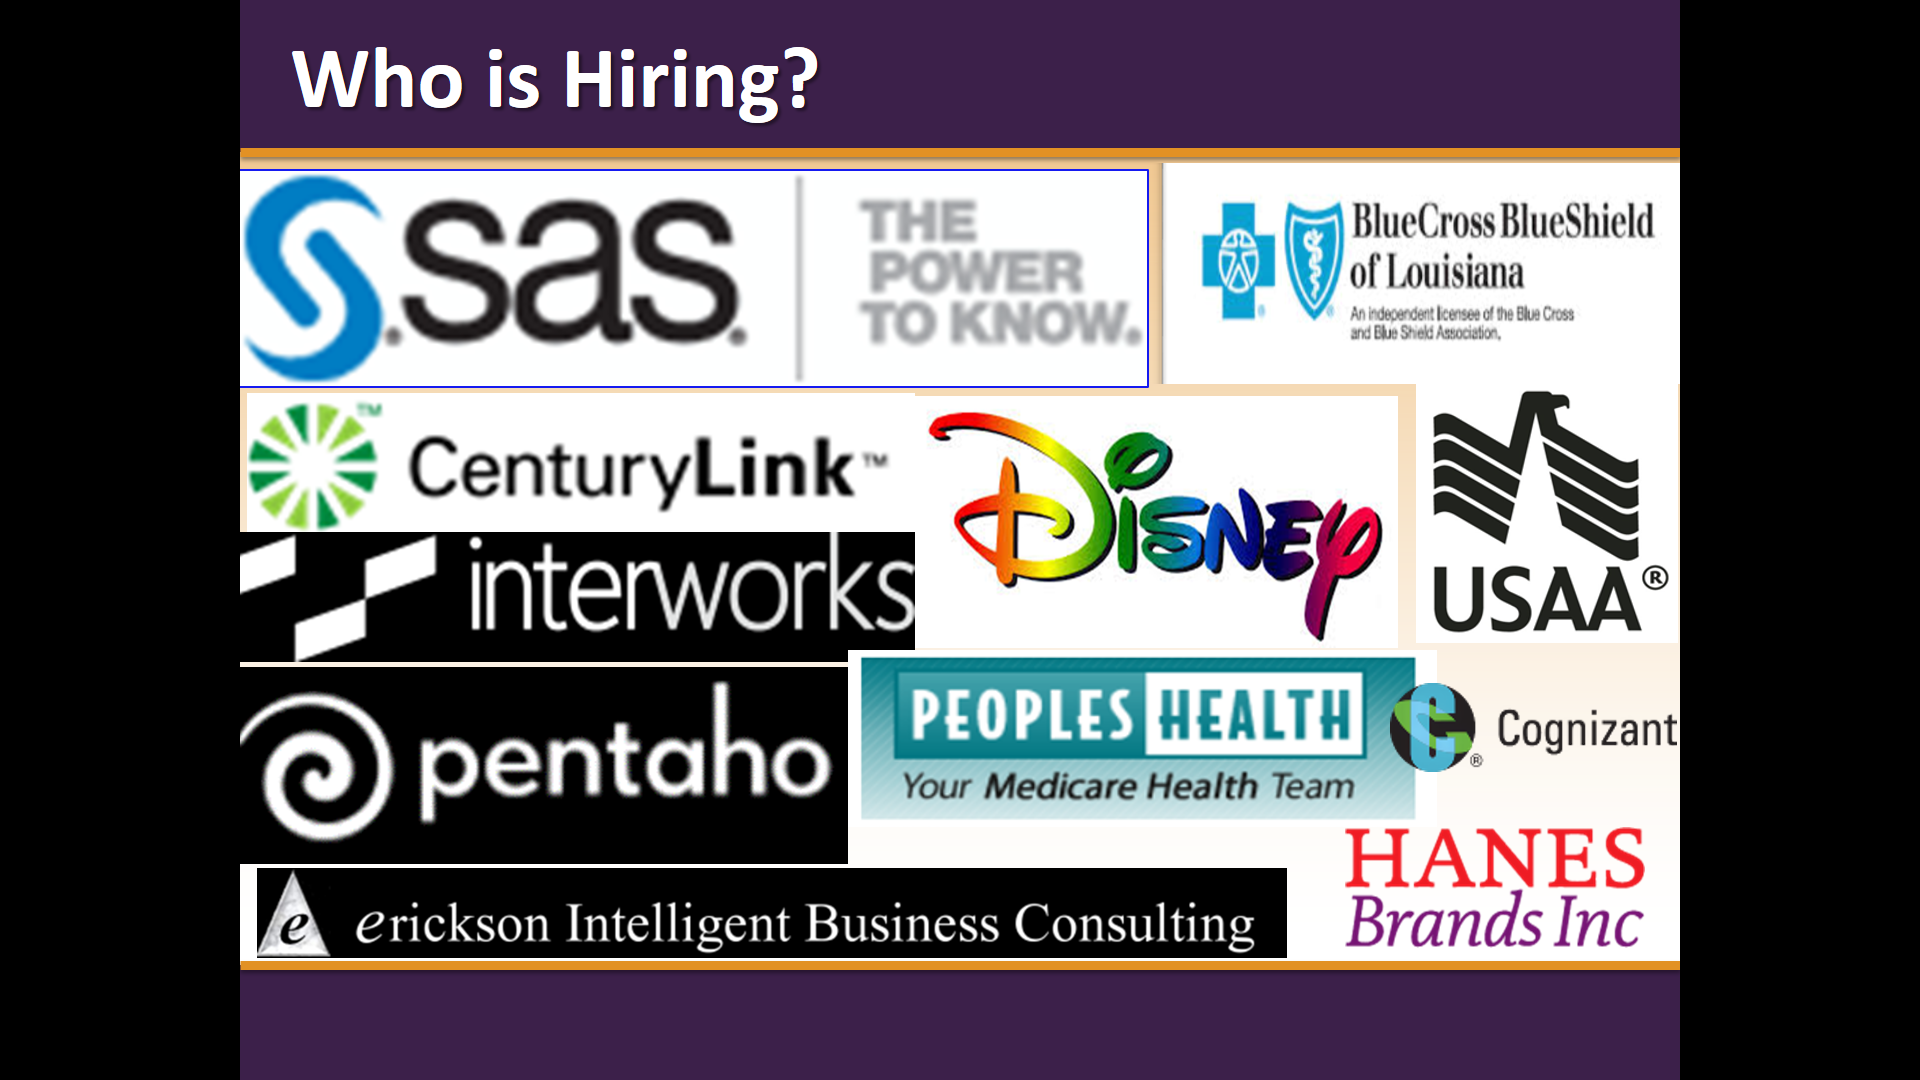 Who is Hiring?
sas.
THE
POWER
TO KNOW.
BlueCross BlueShield
of Louisiana
An independent licensee of the Blue Cross
and Blue Shield Association.
CenturyLink™
DISNEY
USAA®
interworks
PEOPLES HEALTH
Your Medicare Health Team
Cognizant
pentaho
HANES
Brands Inc
e erickson Intelligent Business Consulting